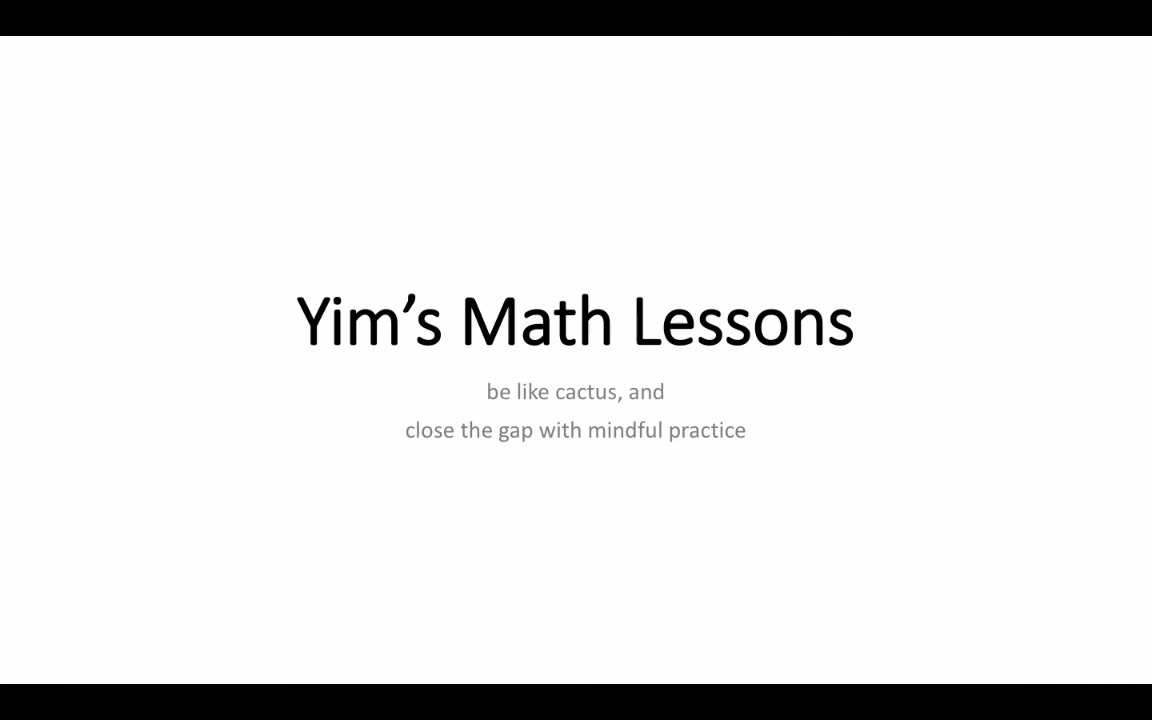 Yim’s Math Lessons
be like cactus, and
close the gap with mindful practice